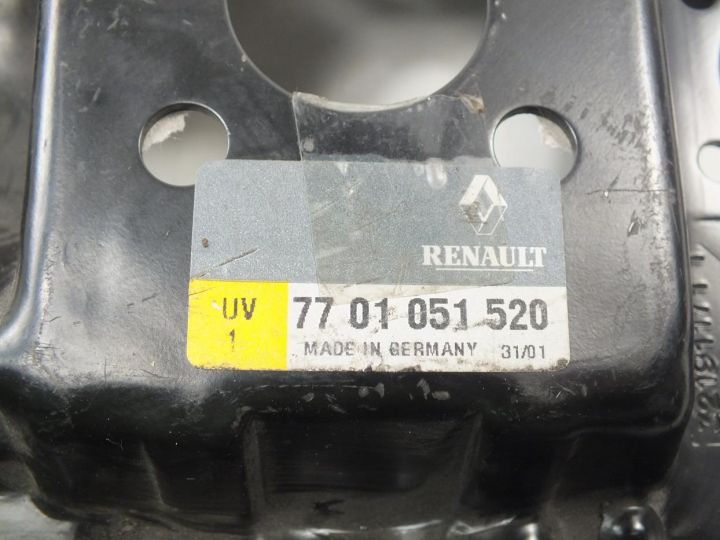 RENAULT
UV 77 01 051 520
1 MADE IN GERMANY 31/01